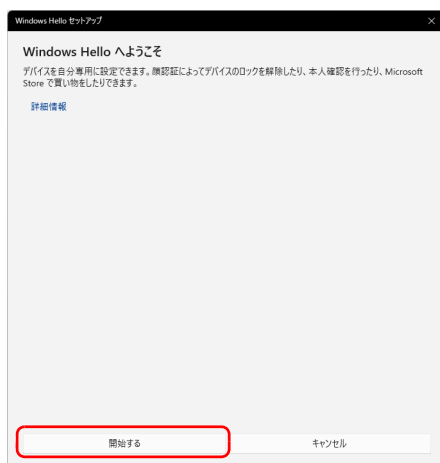 Windows Hello セットアップ
Windows Hello へようこそ
デバイスを自分専用に設定できます。顔認証によってデバイスのロックを解除したり、本人確認を行ったり、Microsoft
Store で買い物をしたりできます。
詳細情報
開始する
キャンセル